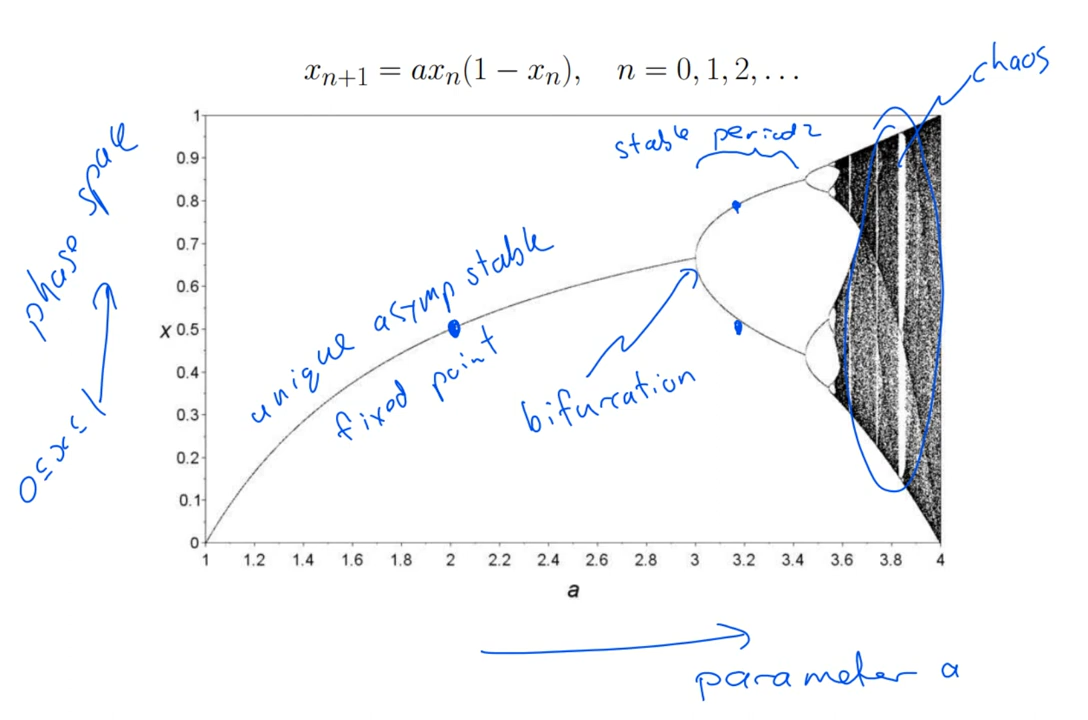 xₙ₊₁ = axₙ(1 − xₙ), n = 0, 1, 2, …
chaos
stable period 2
phase space
0 ≤ x ≤ 1
unique asymp stable
fixed point
bifurcation
1
0.9
0.8
0.7
0.6
x 0.5
0.4
0.3
0.2
0.1
0
1 1.2 1.4 1.6 1.8 2 2.2 2.4 2.6 2.8 3 3.2 3.4 3.6 3.8 4
a
parameter a